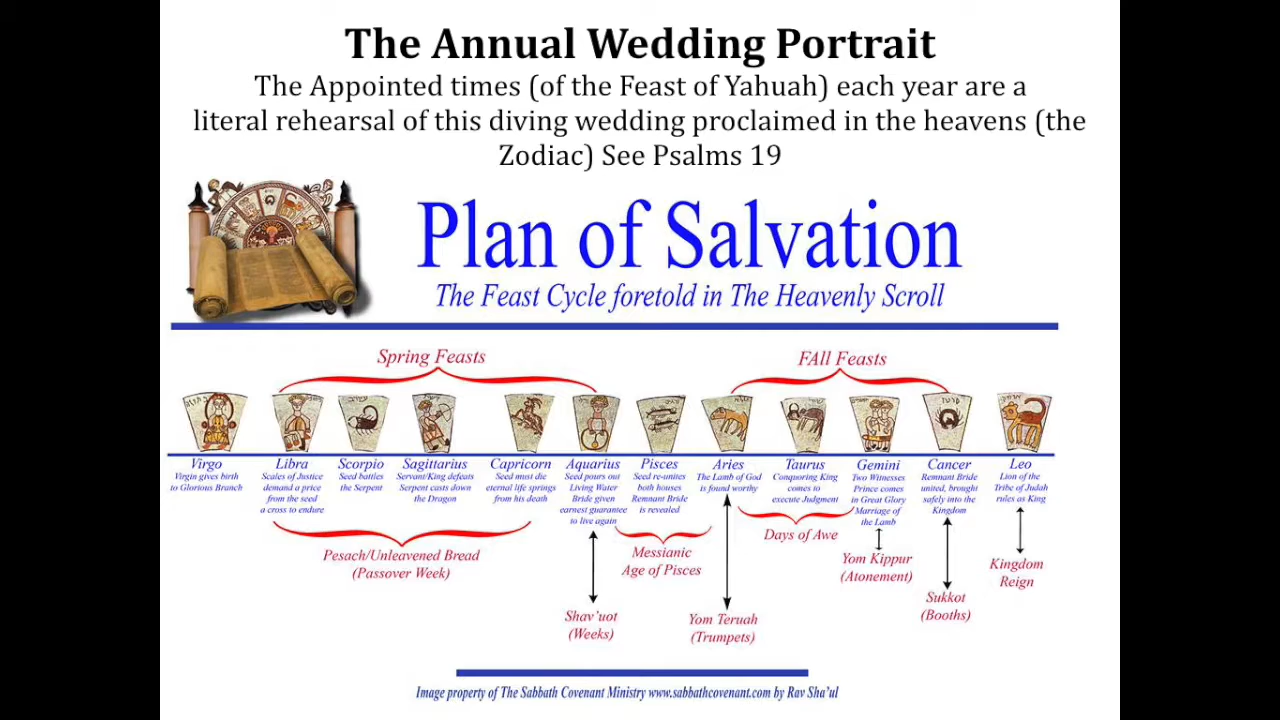 The Annual Wedding Portrait
The Appointed times (of the Feast of Yahuah) each year are a
literal rehearsal of this diving wedding proclaimed in the heavens (the
Zodiac) See Psalms 19
Plan of Salvation
The Feast Cycle foretold in The Heavenly Scroll
Spring Feasts
FAll Feasts
Virgo
Virgin gives birth
to Glorious Branch
Libra
Scales of Justice
demand a price
from the seed
a cross to endure
Scorpio
Seed battles
the Serpent
Sagittarius
Servant/King defeats
Serpent casts down
the Dragon
Capricorn
Seed must die
eternal life springs
from his death
Aquarius
Seed pours out
Living Water
Bride given
earnest guarantee
to live again
Pisces
Seed re-unites
both houses
Remnant Bride
is revealed
Aries
The Lamb of God
is found worthy
Taurus
Conquoring King
comes to
execute Judgment
Gemini
Two Witnesses
Prince comes
in Great Glory
Marriage of
the Lamb
Cancer
Remnant Bride
united, brought
safely into the
Kingdom
Leo
Lion of the
Tribe of Judah
rules as King
Pesach/Unleavened Bread
(Passover Week)
Shav'uot
(Weeks)
Messianic
Age of Pisces
Yom Teruah
(Trumpets)
Days of Awe
Yom Kippur
(Atonement)
Sukkot
(Booths)
Kingdom
Reign
Image property of The Sabbath Covenant Ministry www.sabbathcovenant.com by Rav Sha'ul